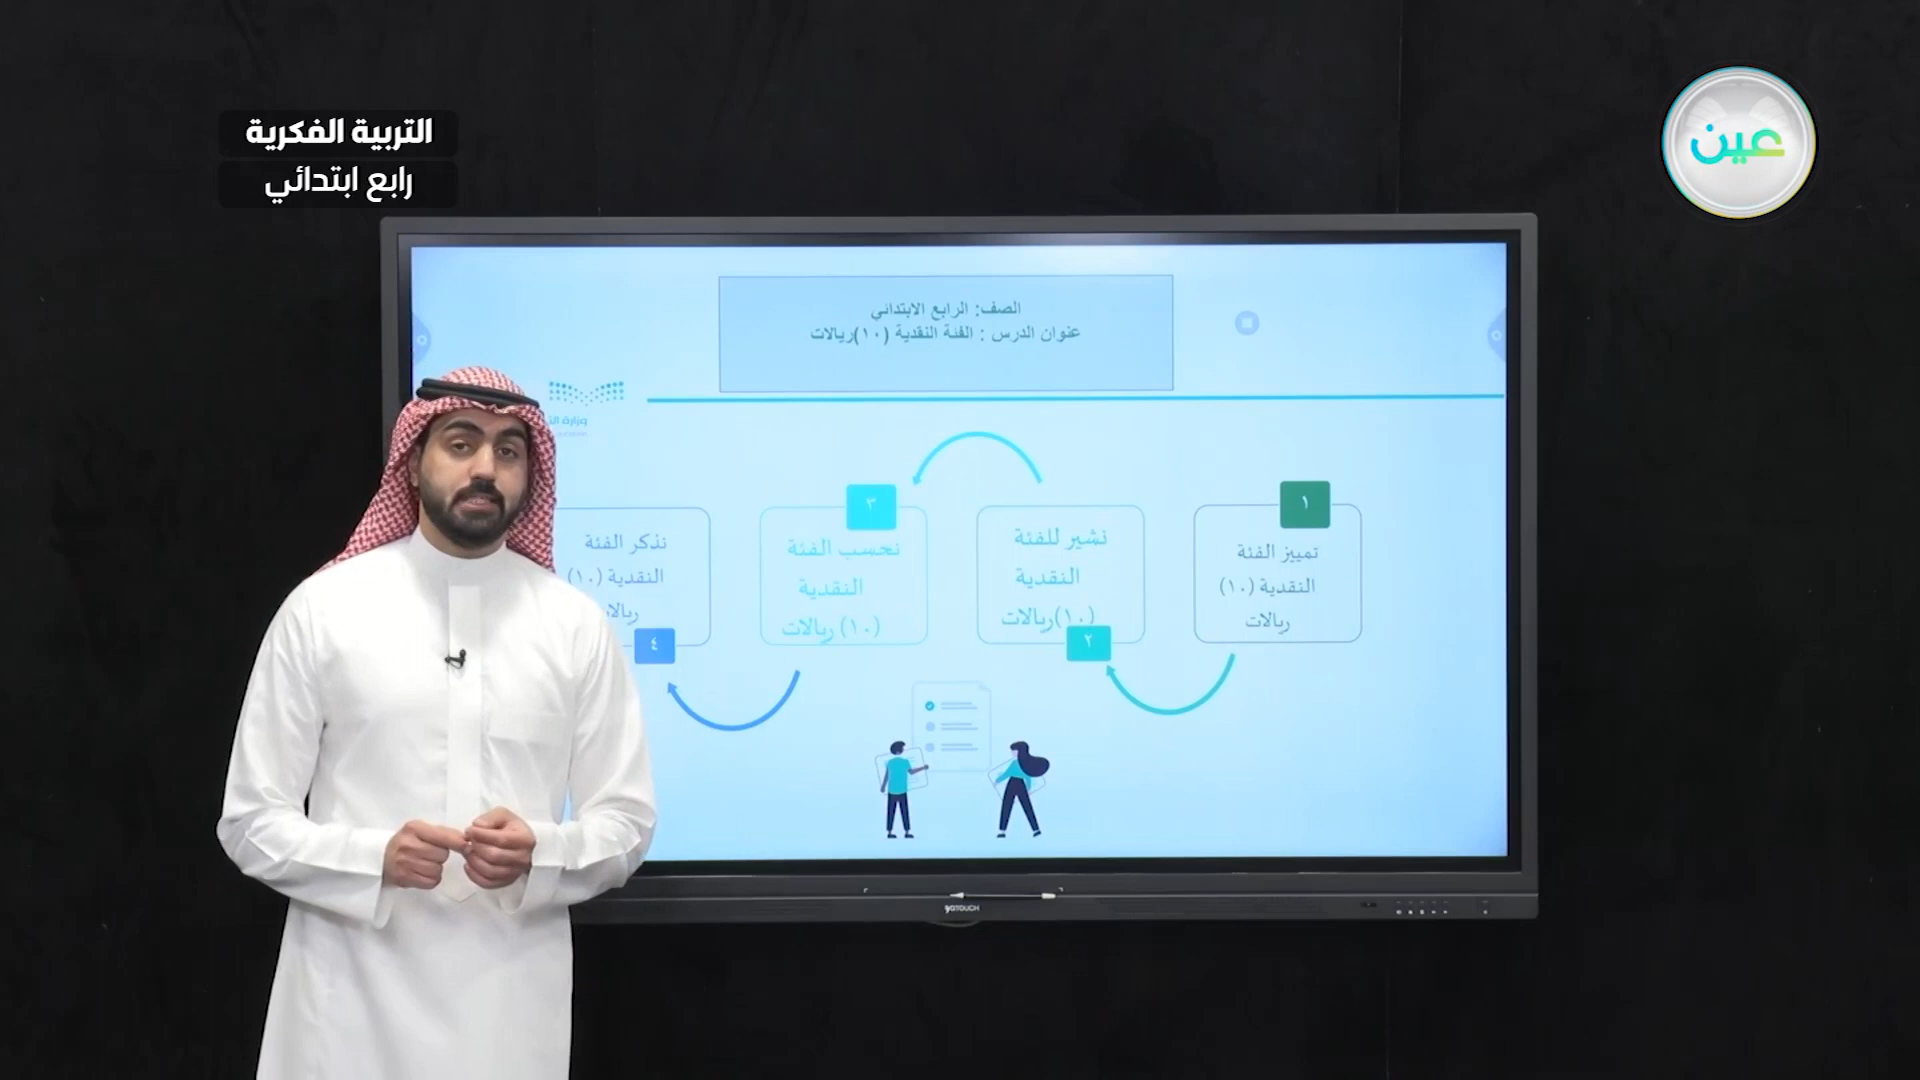 التربية الفكرية
رابع ابتدائي
عين
الصف: الرابع الابتدائي
عنوان الدرس : الفئة النقدية (١٠)ريالات
وزارة
١
تمييز الفئة
النقدية (١٠)
ريالات
نشير للفئة
النقدية
(١٠)ريالات
٢
٣
نحسب الفئة
النقدية
(١٠) ريالات
نذكر الفئة
النقدية (١٠)
٤